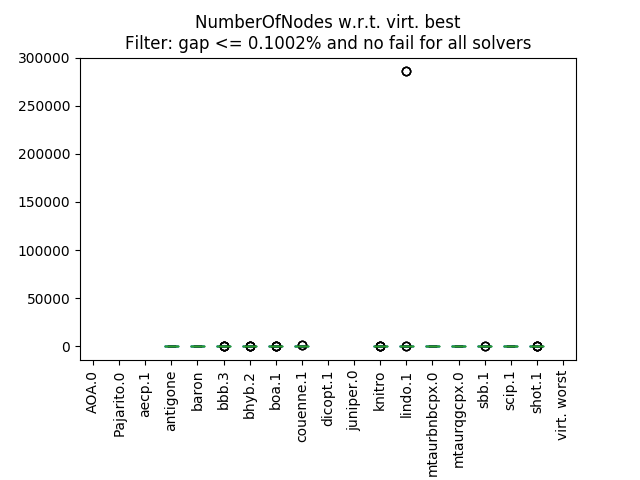 NumberOfNodes w.r.t. virt. best
Filter: gap <= 0.1002% and no fail for all solvers
300000
250000
200000
150000
100000
50000
0
AOA.0
Pajarito.0
aecp.1
antigone
baron
bbb.3
bhyb.2
boa.1
couenne.1
dicopt.1
juniper.0
knitro
lindo.1
mtaurbnbcpx.0
mtaurqgcpx.0
sbb.1
scip.1
shot.1
virt. worst